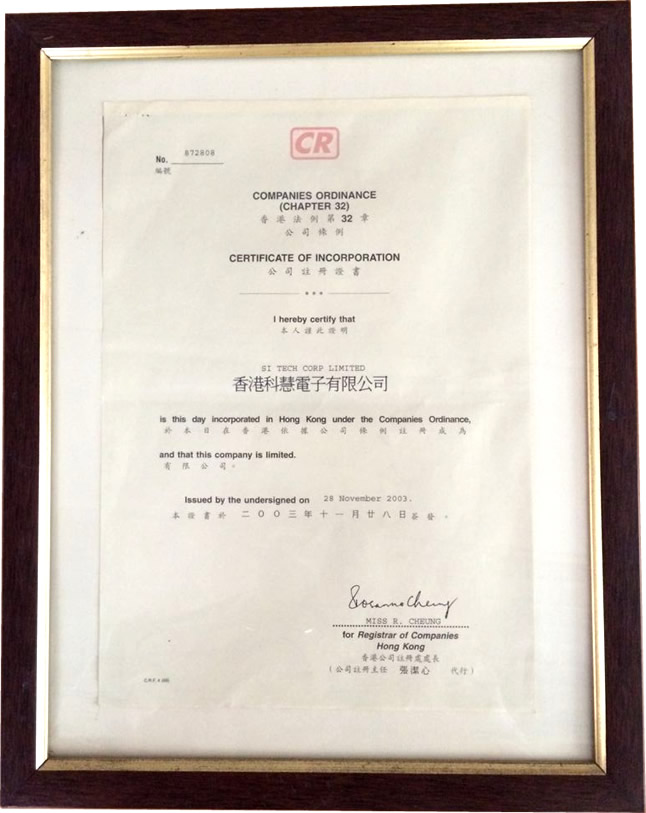 CR
No. 872808
編號
COMPANIES ORDINANCE
(CHAPTER 32)
香港法例第 32 章
公司條例
CERTIFICATE OF INCORPORATION
公司註冊證書
I hereby certify that
本人謹此證明
SI TECH CORP LIMITED
香港科慧電子有限公司
is this day incorporated in Hong Kong under the Companies Ordinance,
於本日在香港依據公司條例註冊成為
and that this company is limited.
有限公司。
Issued by the undersigned on 28 November 2003.
本證書於二〇〇三年十一月廿八日簽發。
Rosanna Cheung
MISS R. CHEUNG
for Registrar of Companies
Hong Kong
香港公司註冊處處長
(公司註冊主任 張潔心 代行)